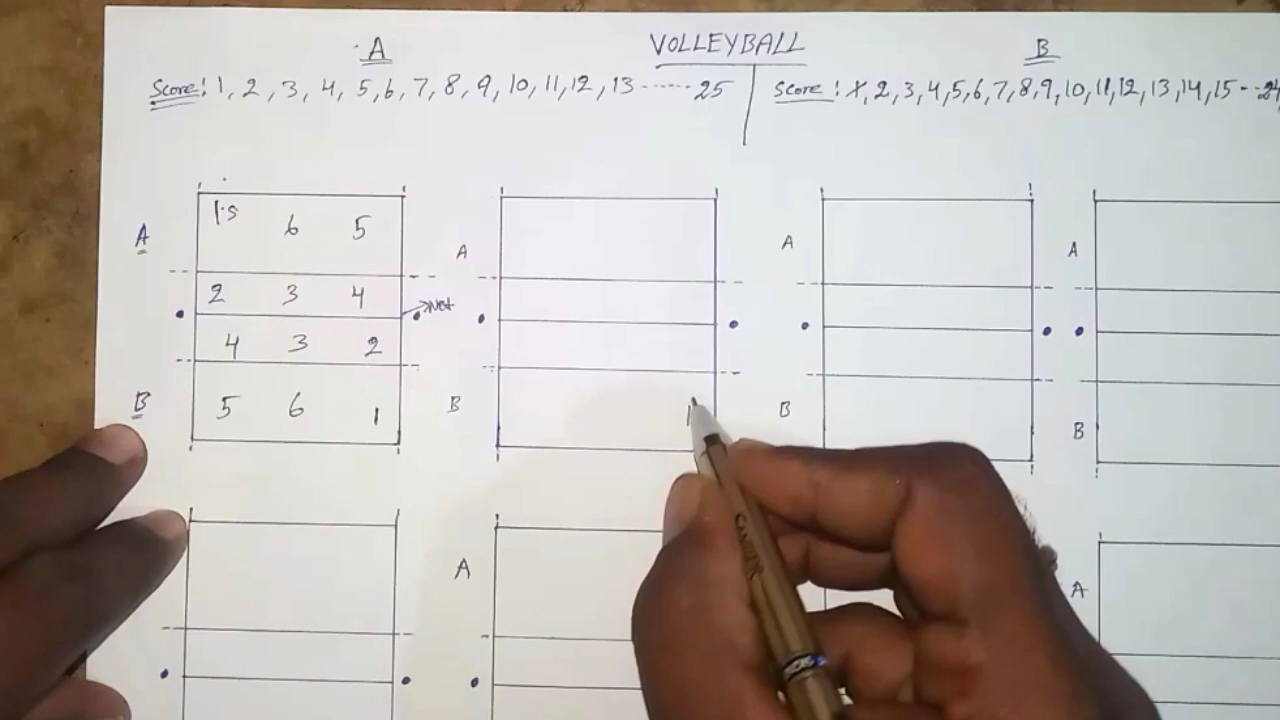 A VOLLEYBALL B
Score: 1, 2, 3, 4, 5, 6, 7, 8, 9, 10, 11, 12, 13 ------ 25
Score: X, 2, 3, 4, 5, 6, 7, 8, 9, 10, 11, 12, 13, 14, 15 -- 24,
A
1.S 6 5
2 3 4
Net
4 3 2
B
5 6 1
A
B
1
A
B
A
B
A
A
CAMDEX